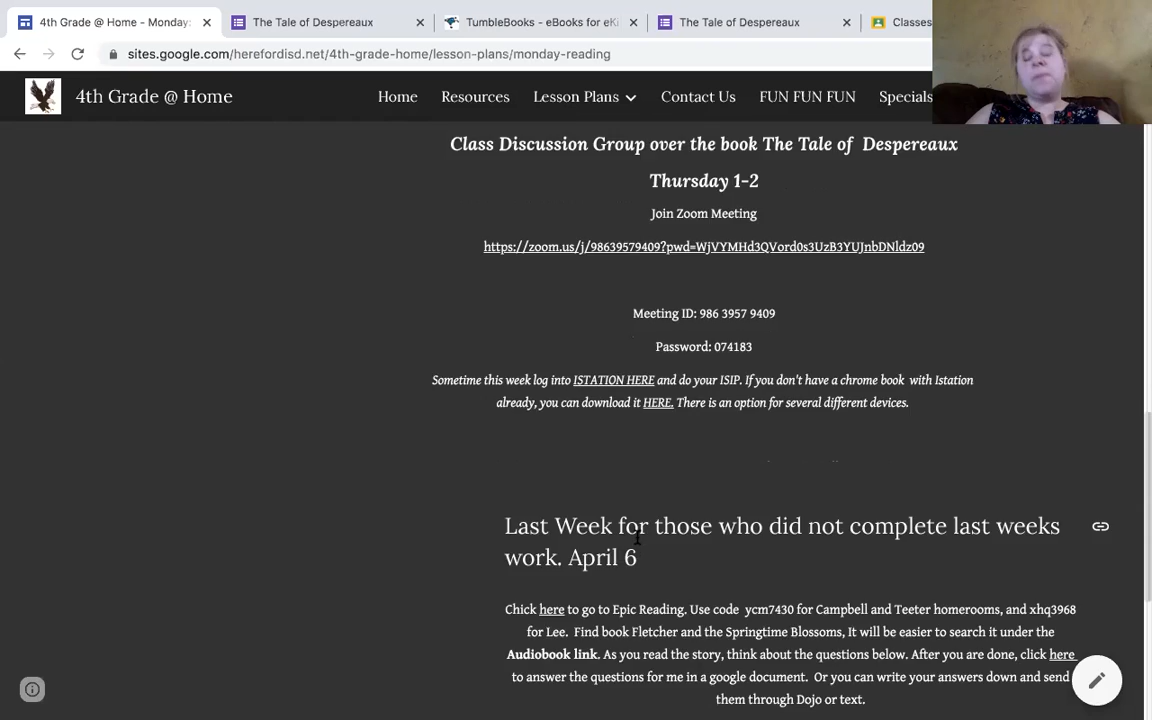 4th Grade @ Home - Monday:
The Tale of Despereaux
TumbleBooks - eBooks for eKi
The Tale of Despereaux
Classes
sites.google.com/herefordisd.net/4th-grade-home/lesson-plans/monday-reading
4th Grade @ Home
Home
Resources
Lesson Plans
Contact Us
FUN FUN FUN
Specials
Class Discussion Group over the book The Tale of Despereaux
Thursday 1-2
Join Zoom Meeting
https://zoom.us/j/98639579409?pwd=WjVYMHd3QVord0s3UzB3YUJnbDNldz09
Meeting ID: 986 3957 9409
Password: 074183
Sometime this week log into ISTATION HERE and do your ISIP. If you don't have a chrome book with Istation
already, you can download it HERE. There is an option for several different devices.
Last Week for those who did not complete last weeks
work. April 6
Chick here to go to Epic Reading. Use code ycm7430 for Campbell and Teeter homerooms, and xhq3968
for Lee. Find book Fletcher and the Springtime Blossoms, It will be easier to search it under the
Audiobook link. As you read the story, think about the questions below. After you are done, click here
to answer the questions for me in a google document. Or you can write your answers down and send
them through Dojo or text.